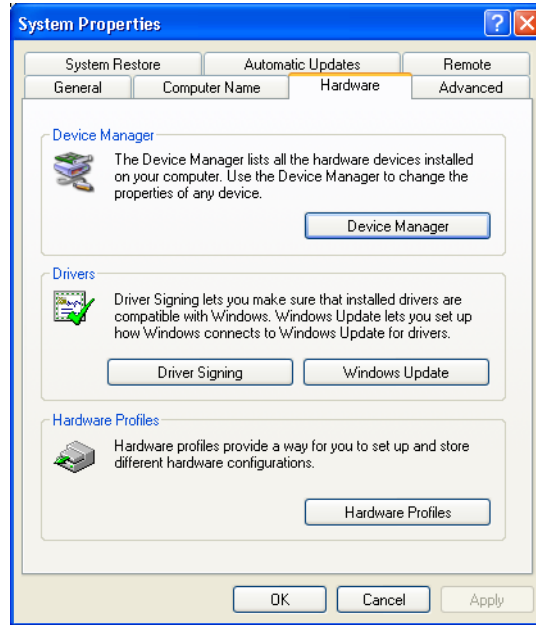 System Properties
System Restore Automatic Updates Remote
General Computer Name Hardware Advanced
Device Manager
The Device Manager lists all the hardware devices installed
on your computer. Use the Device Manager to change the
properties of any device.
Device Manager
Drivers
Driver Signing lets you make sure that installed drivers are
compatible with Windows. Windows Update lets you set up
how Windows connects to Windows Update for drivers.
Driver Signing Windows Update
Hardware Profiles
Hardware profiles provide a way for you to set up and store
different hardware configurations.
Hardware Profiles
OK Cancel Apply